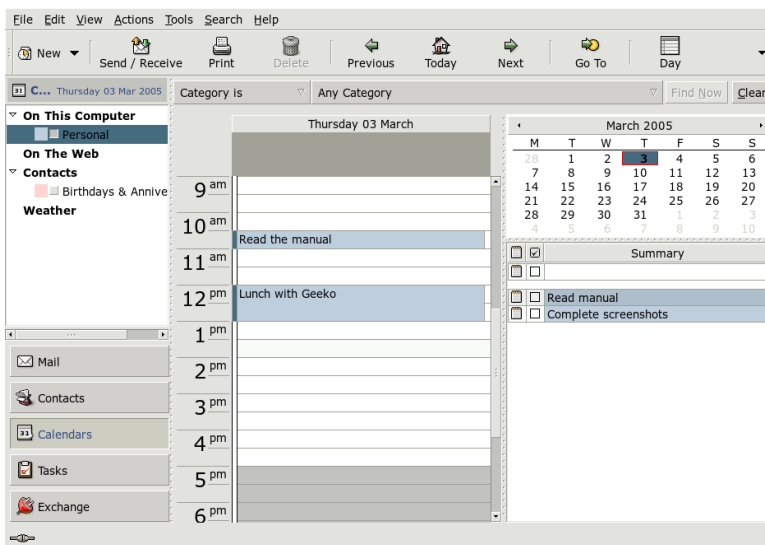 File Edit View Actions Tools Search Help
New Send / Receive Print Delete Previous Today Next Go To Day
31 C... Thursday 03 Mar 2005 Category is Any Category Find Now Clear
On This Computer
Personal
On The Web
Contacts
Birthdays & Annive
Weather
Mail
Contacts
31 Calendars
Tasks
Exchange
Thursday 03 March
9 am
10 am
Read the manual
11 am
12 pm Lunch with Geeko
1 pm
2 pm
3 pm
4 pm
5 pm
6 pm
March 2005
M T W T F S S
28 1 2 3 4 5 6
7 8 9 10 11 12 13
14 15 16 17 18 19 20
21 22 23 24 25 26 27
28 29 30 31 1 2 3
4 5 6 7 8 9 10
Summary
Read manual
Complete screenshots